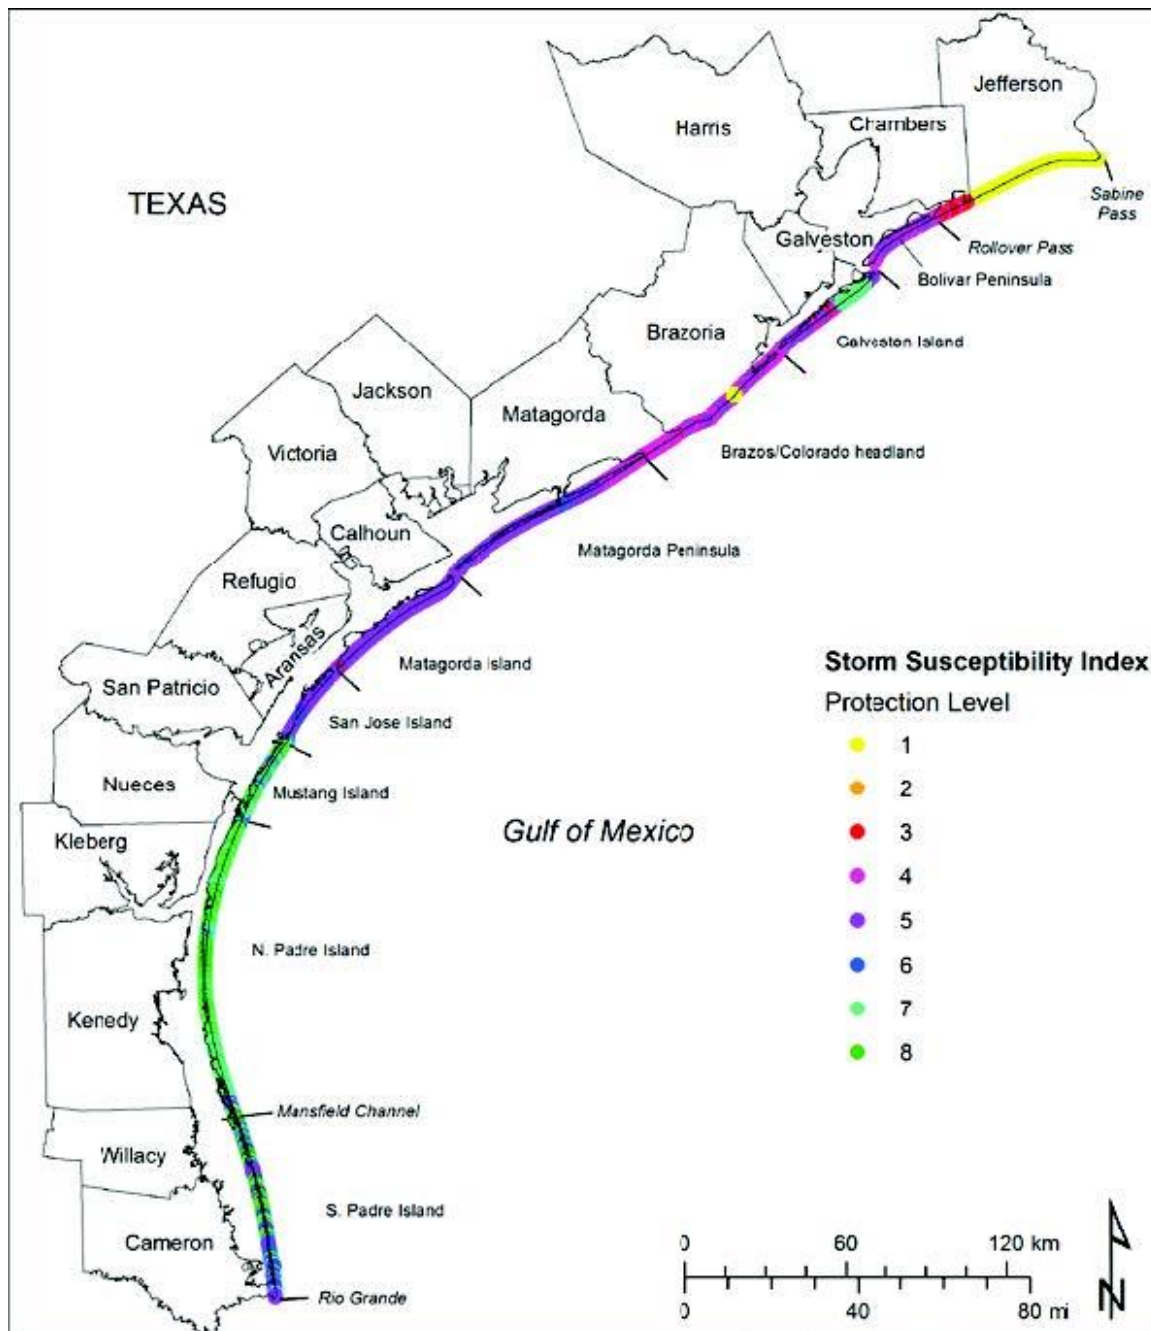 Jefferson
Harris
Chambers
TEXAS
Sabine
Pass
Galveston
Rollover Pass
Bolivar Peninsula
Brazoria
Galveston Island
Jackson
Matagorda
Victoria
Brazos/Colorado headland
Calhoun
Matagorda Peninsula
Refugio
Aransas
Matagorda Island
San Patricio
San Jose Island
Nueces
Mustang Island
Kleberg
Gulf of Mexico
N. Padre Island
Kenedy
Mansfield Channel
Willacy
S. Padre Island
Cameron
Rio Grande
Storm Susceptibility Index
Protection Level
1
2
3
4
5
6
7
8
0 60 120 km
0 40 80 mi
N